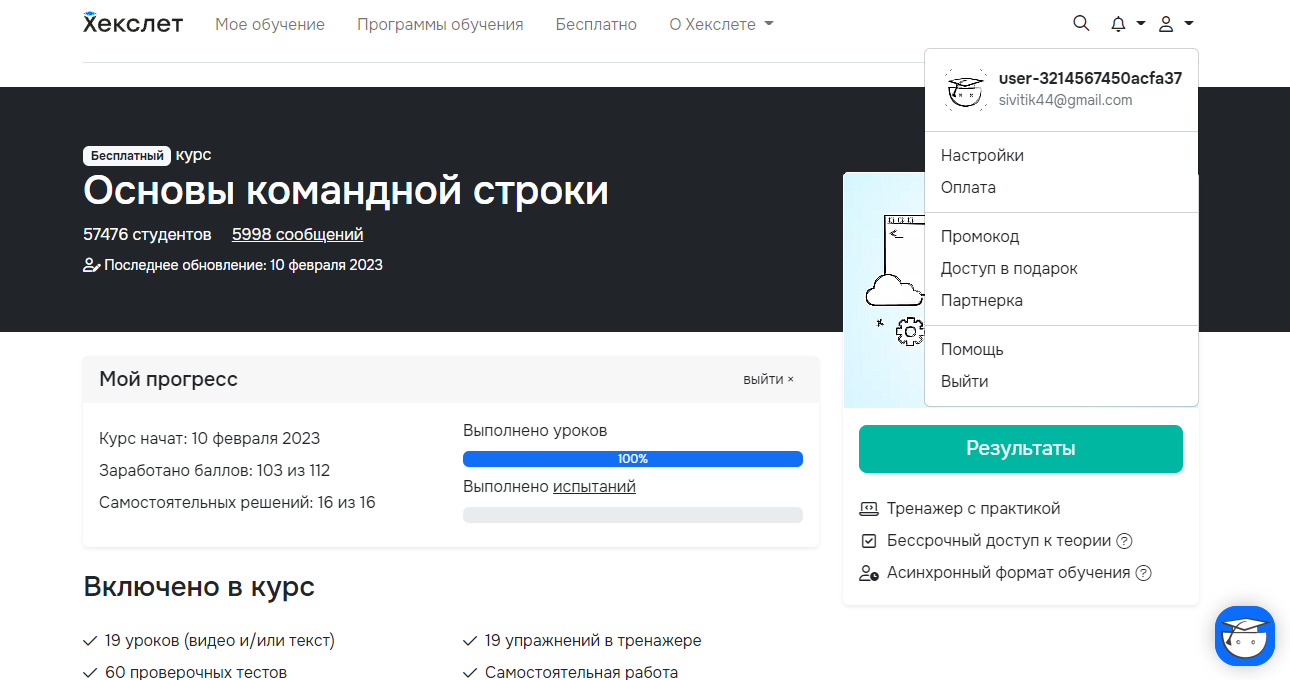 Хекслет
Мое обучение
Программы обучения
Бесплатно
О Хекслете
user-3214567450acfa37
sivitik44@gmail.com
Настройки
Оплата
Промокод
Доступ в подарок
Партнерка
Помощь
Выйти
Бесплатный курс
Основы командной строки
57476 студентов 5998 сообщений
Последнее обновление: 10 февраля 2023
Мой прогресс
выйти ×
Курс начат: 10 февраля 2023
Заработано баллов: 103 из 112
Самостоятельных решений: 16 из 16
Выполнено уроков
100%
Выполнено испытаний
Результаты
Тренажер с практикой
Бессрочный доступ к теории ?
Асинхронный формат обучения ?
Включено в курс
19 уроков (видео и/или текст)
19 упражнений в тренажере
60 проверочных тестов
Самостоятельная работа